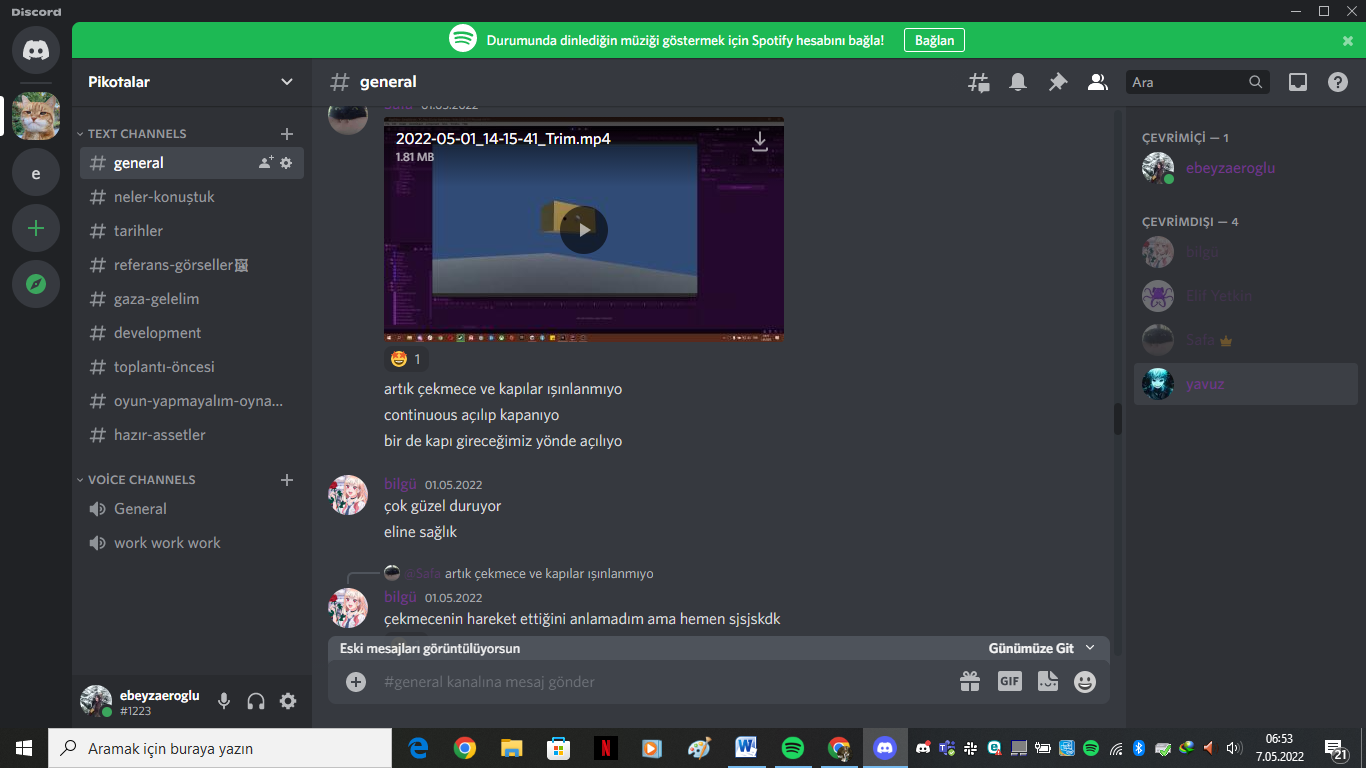 Discord
Durumunda dinlediğin müziği göstermek için Spotify hesabını bağla!
Bağlan
Pikotalar
general
Ara
TEXT CHANNELS
general
neler-konuştuk
tarihler
referans-görseller
gaza-gelelim
development
toplantı-öncesi
oyun-yapmayalım-oyna...
hazır-assetler
VOİCE CHANNELS
General
work work work
ebeyzaeroglu
#1223
Safa 01.05.2022
2022-05-01_14-15-41_Trim.mp4
1.81 MB
1
artık çekmece ve kapılar ışınlanmıyo
continuous açılıp kapanıyo
bir de kapı gireceğimiz yönde açılıyo
bilgü 01.05.2022
çok güzel duruyor
eline sağlık
@Safa artık çekmece ve kapılar ışınlanmıyo
bilgü 01.05.2022
çekmecenin hareket ettiğini anlamadım ama hemen sjsjskdk
Eski mesajları görüntülüyorsun
Günümüze Git
#general kanalına mesaj gönder
GIF
ÇEVRİMİÇİ — 1
ebeyzaeroglu
ÇEVRİMDIŞI — 4
bilgü
Elif Yetkin
Safa
yavuz
e
Aramak için buraya yazın
06:53
7.05.2022
21